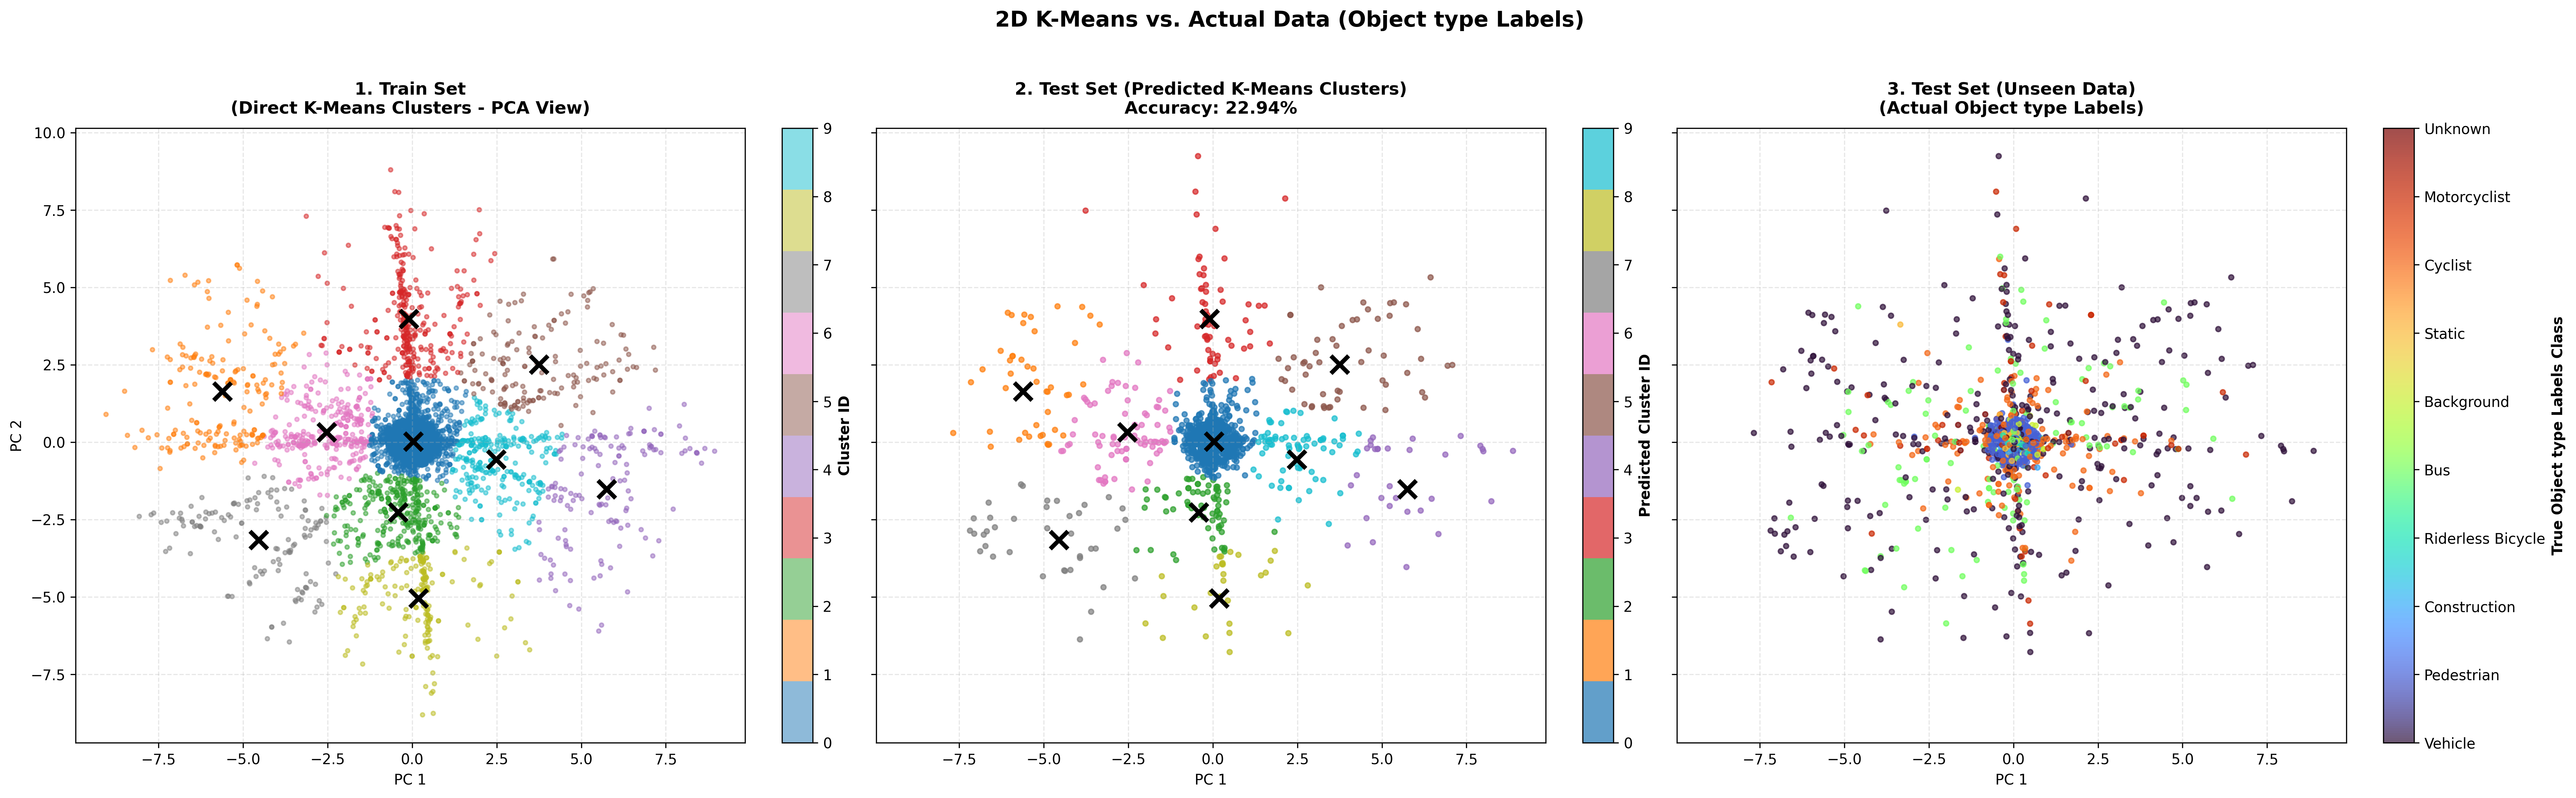 2D K-Means vs. Actual Data (Object type Labels)
1. Train Set
(Direct K-Means Clusters - PCA View)
10.0
7.5
5.0
2.5
0.0
−2.5
−5.0
−7.5
PC 2
−7.5 −5.0 −2.5 0.0 2.5 5.0 7.5
PC 1
9
8
7
6
5
4
3
2
1
0
Cluster ID
2. Test Set (Predicted K-Means Clusters)
Accuracy: 22.94%
−7.5 −5.0 −2.5 0.0 2.5 5.0 7.5
PC 1
9
8
7
6
5
4
3
2
1
0
Predicted Cluster ID
3. Test Set (Unseen Data)
(Actual Object type Labels)
−7.5 −5.0 −2.5 0.0 2.5 5.0 7.5
PC 1
Unknown
Motorcyclist
Cyclist
Static
Background
Bus
Riderless Bicycle
Construction
Pedestrian
Vehicle
True Object type Labels Class